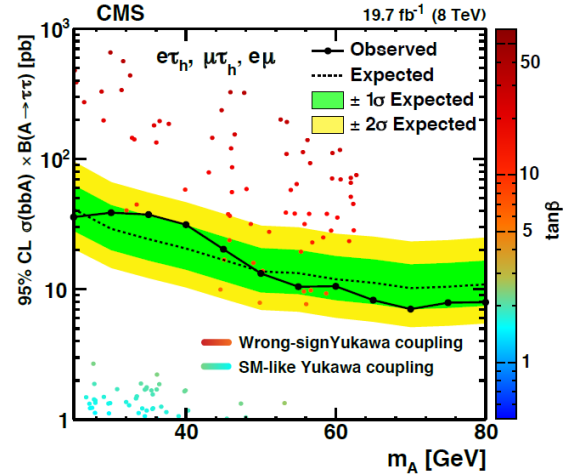 CMS 19.7 fb⁻¹ (8 TeV)
95% CL σ(bbA) × B(A→ττ) [pb]
10³
10²
10
1
eτₕ, μτₕ, eμ
Observed
Expected
± 1σ Expected
± 2σ Expected
Wrong-signYukawa coupling
SM-like Yukawa coupling
40 60 80
m_A [GeV]
50
10
5
1
tanβ